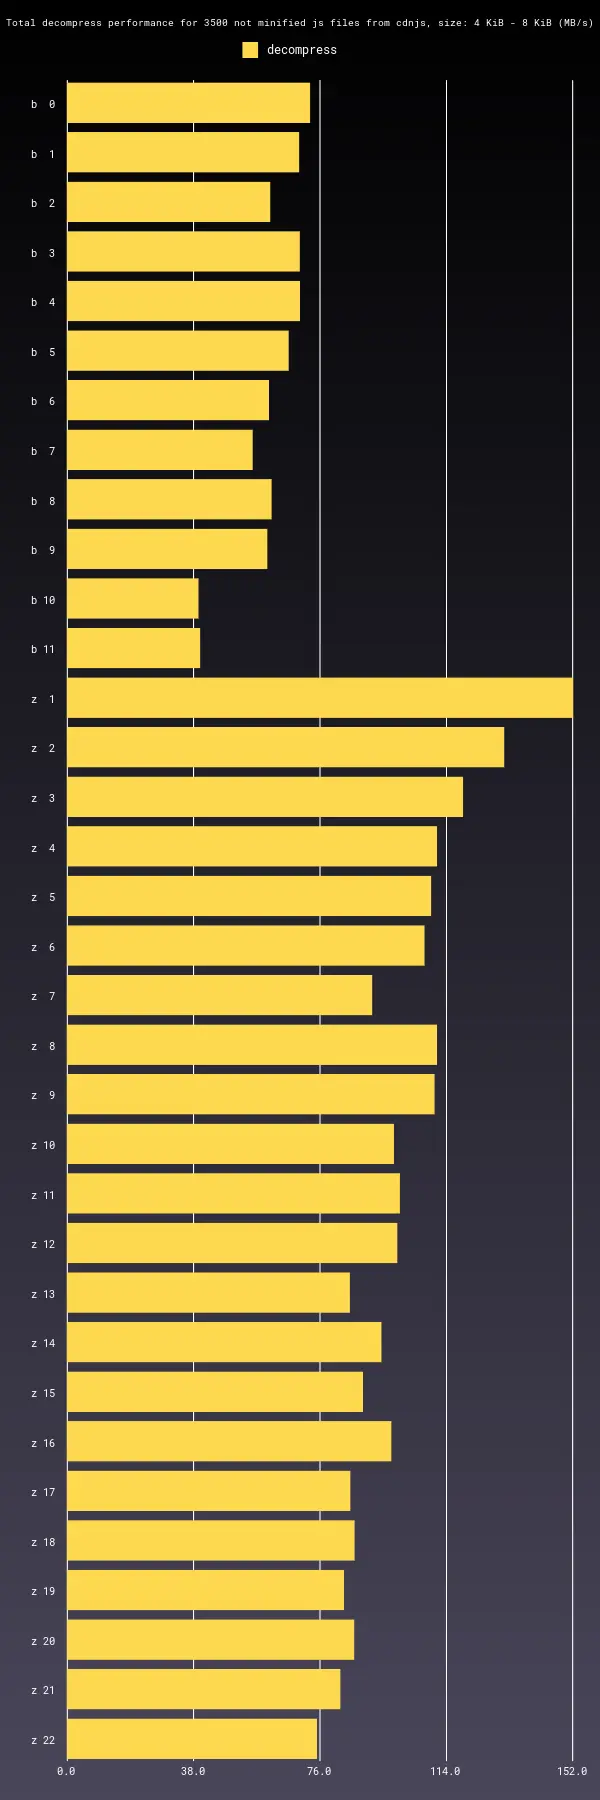 Total decompress performance for 3500 not minified js files from cdnjs, size: 4 KiB - 8 KiB (MB/s)
decompress
b  0
b  1
b  2
b  3
b  4
b  5
b  6
b  7
b  8
b  9
b 10
b 11
z  1
z  2
z  3
z  4
z  5
z  6
z  7
z  8
z  9
z 10
z 11
z 12
z 13
z 14
z 15
z 16
z 17
z 18
z 19
z 20
z 21
z 22
0.0 38.0 76.0 114.0 152.0